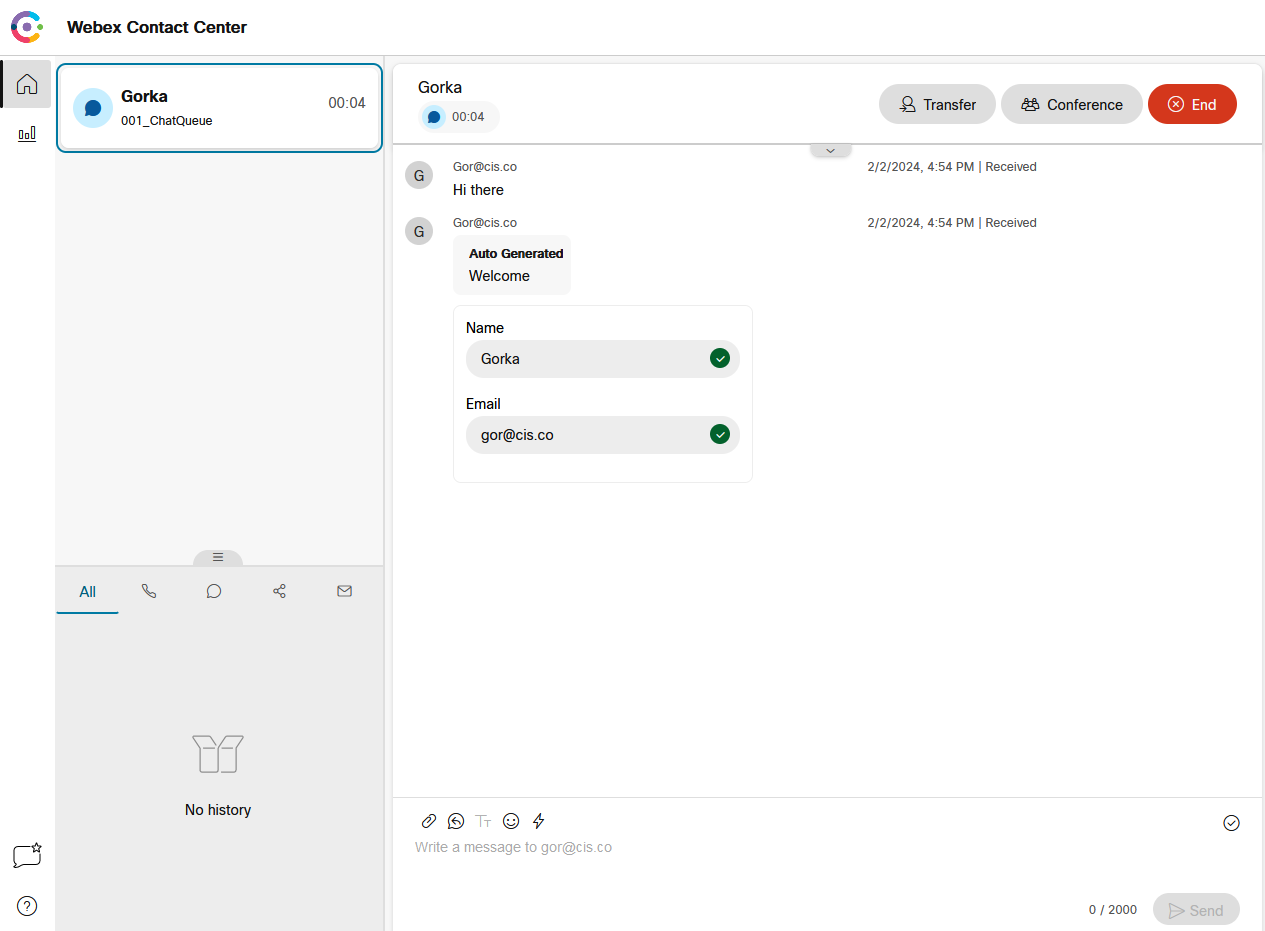 Webex Contact Center
Gorka
001_ChatQueue
00:04
All
No history
Gorka
00:04
Transfer
Conference
End
G
Gor@cis.co
2/2/2024, 4:54 PM | Received
Hi there
G
Gor@cis.co
2/2/2024, 4:54 PM | Received
Auto Generated
Welcome
Name
Gorka
Email
gor@cis.co
Tт
Write a message to gor@cis.co
0 / 2000
Send